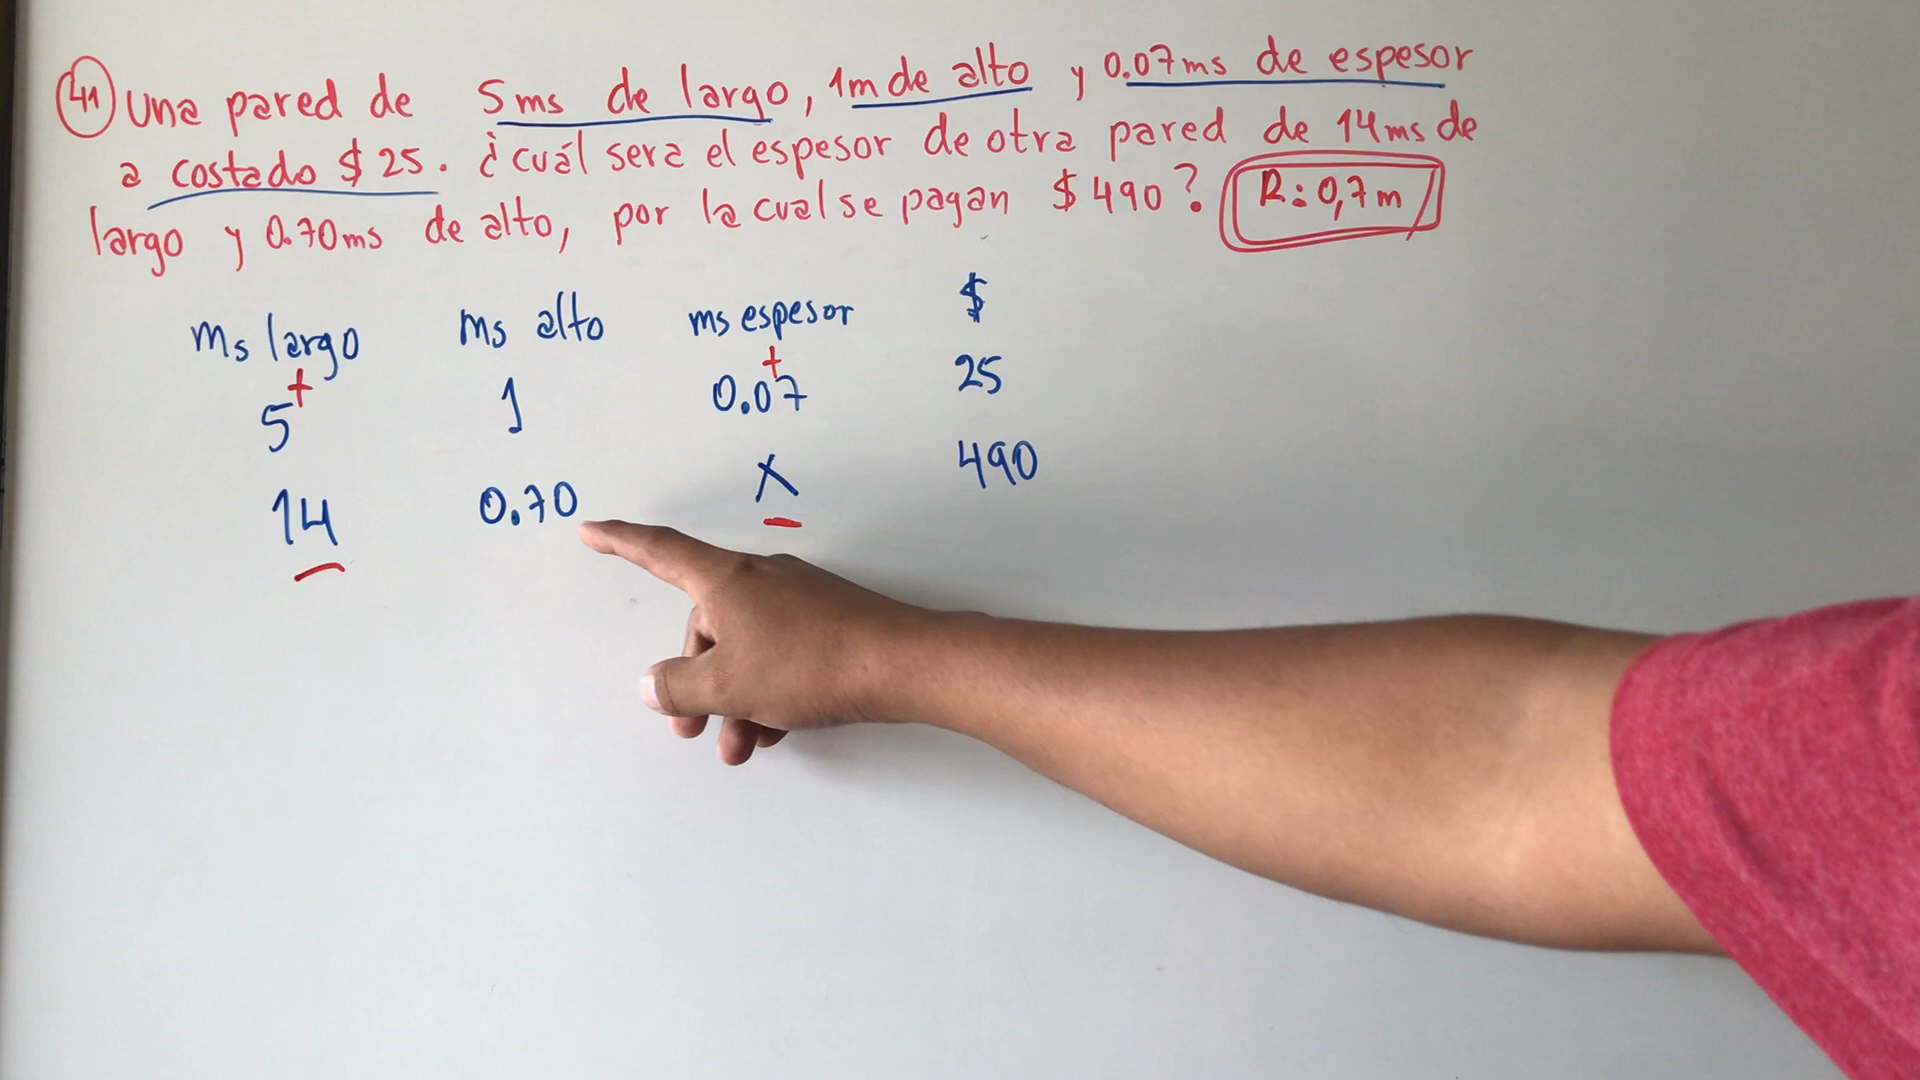 41 Una pared de 5ms de largo, 1m de alto y 0.07ms de espesor
a costado $ 25. ¿cuál sera el espesor de otra pared de 14ms de
largo y 0.70ms de alto, por la cual se pagan $ 490? R: 0,7m
ms largo ms alto ms espesor $
+ +
5 1 0.07 25
14 0.70 X 490